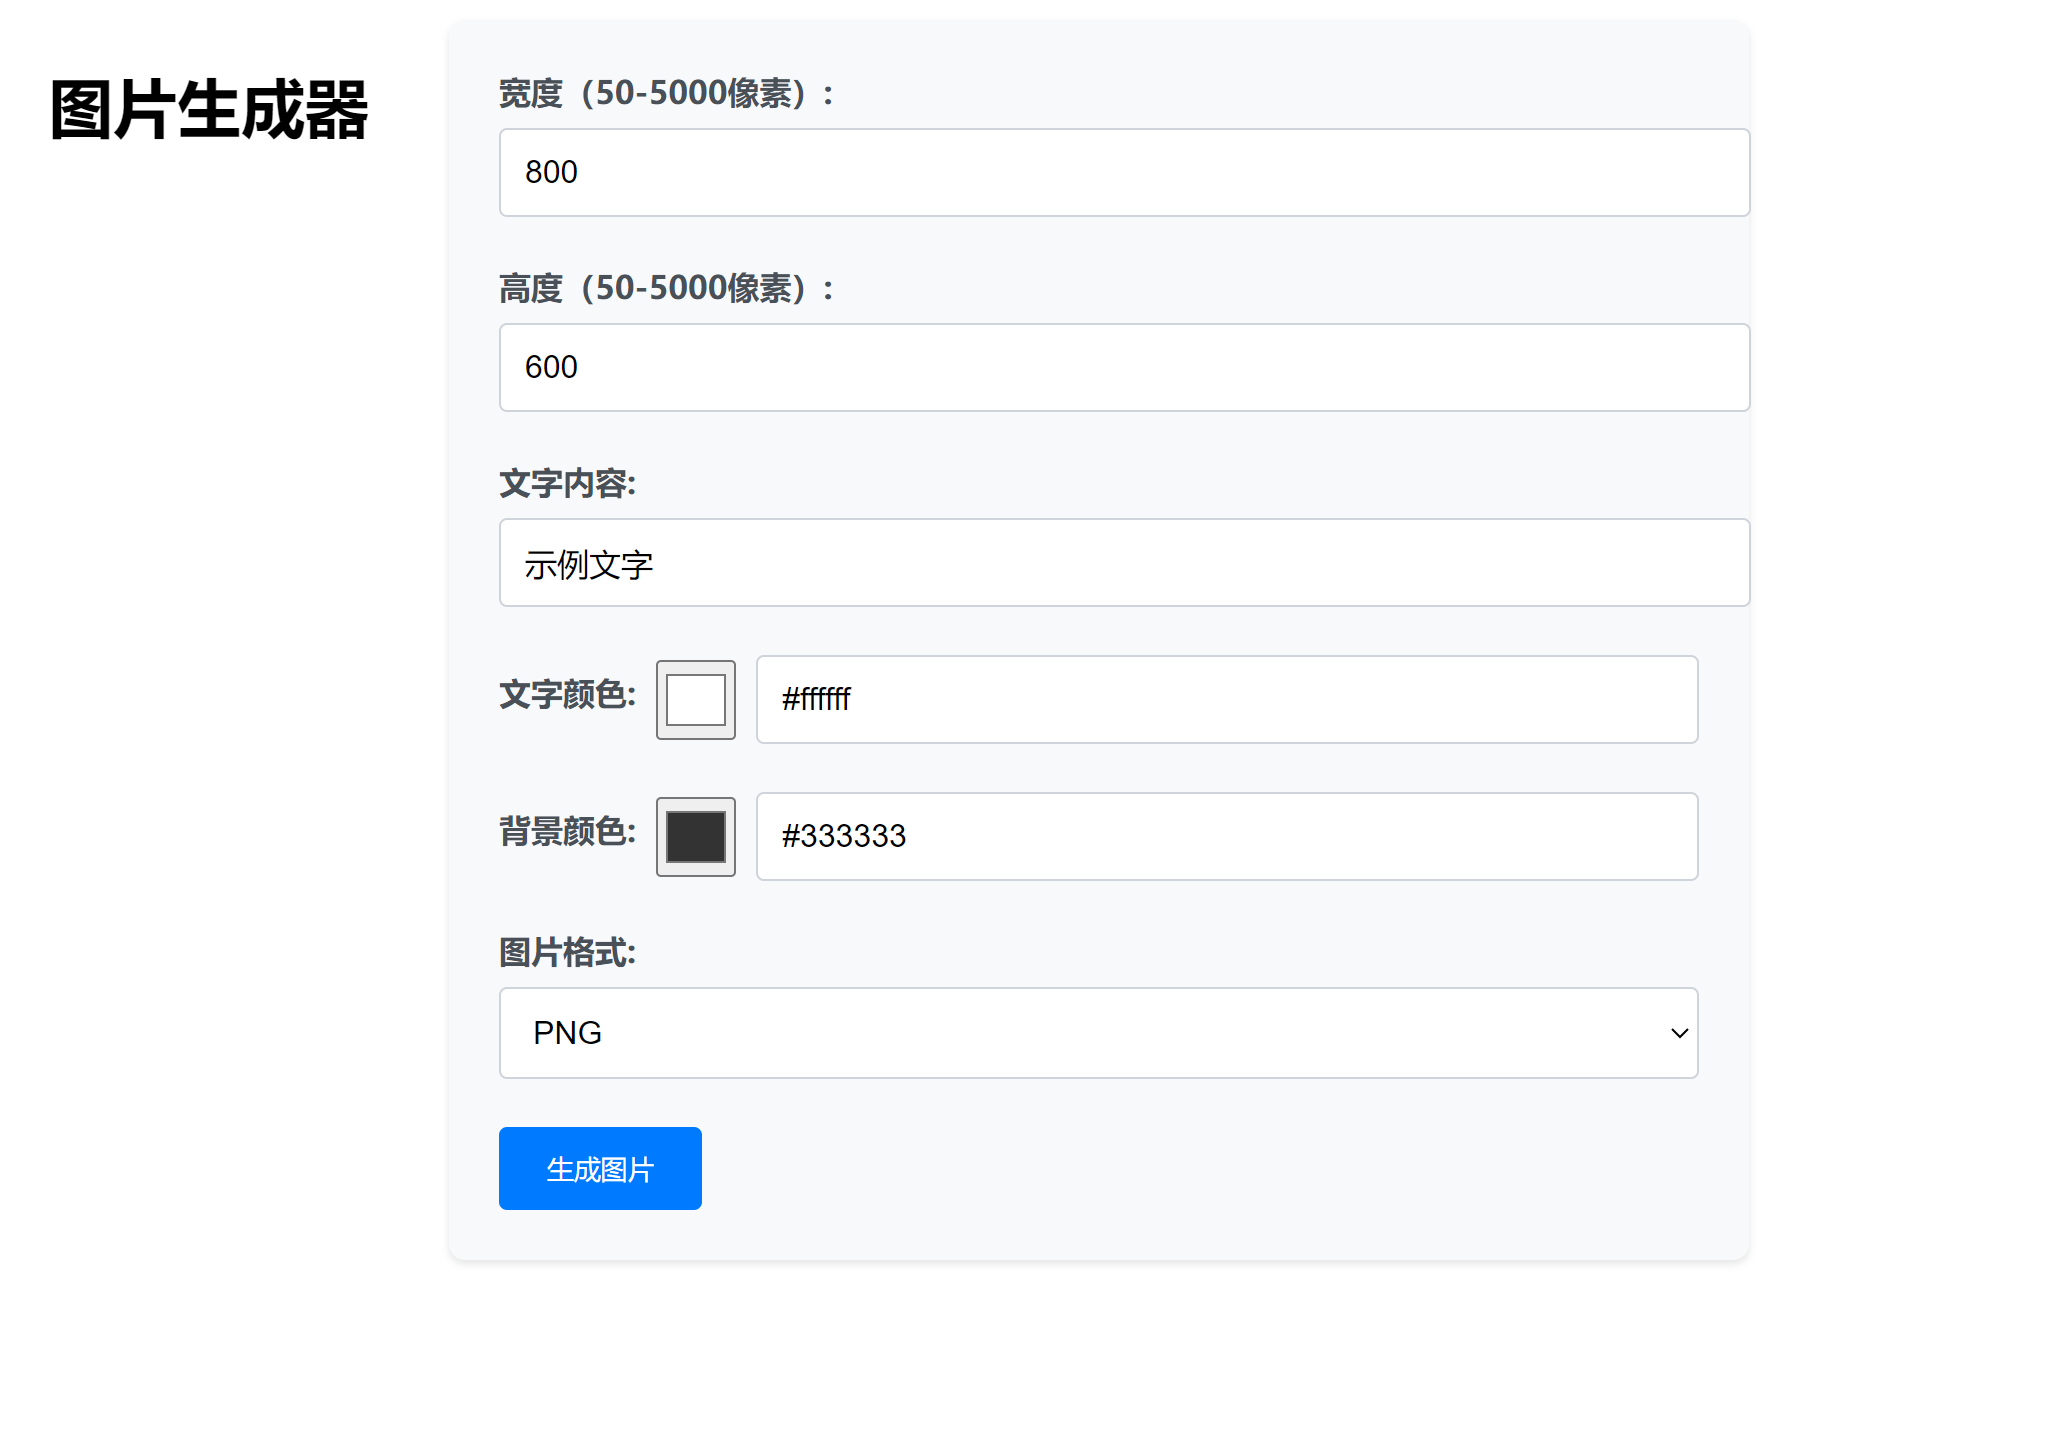 图片生成器
宽度（50-5000像素）:
800
高度（50-5000像素）:
600
文字内容:
示例文字
文字颜色:
#ffffff
背景颜色:
#333333
图片格式:
PNG
生成图片